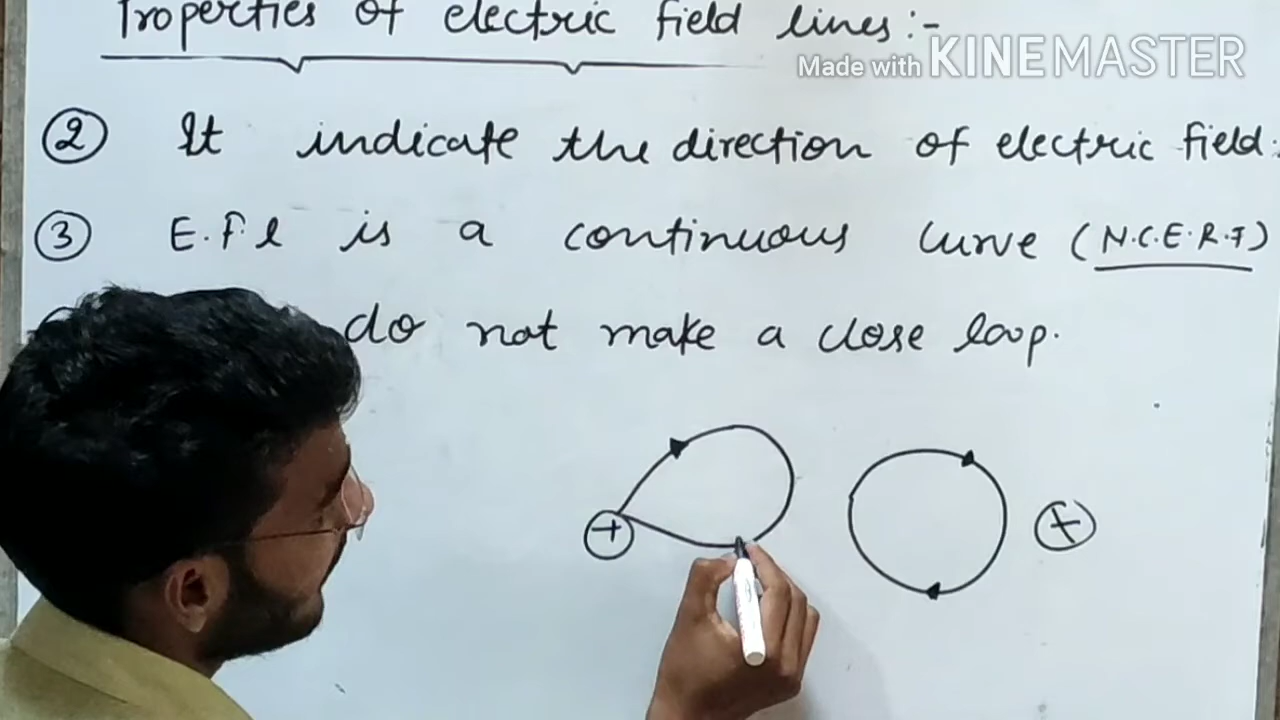 Properties of electric field lines:-
Made with KINEMASTER
② It indicate the direction of electric field.
③ E.F l is a continuous curve (N.C.E.R.T)
do not make a close loop.
+
+